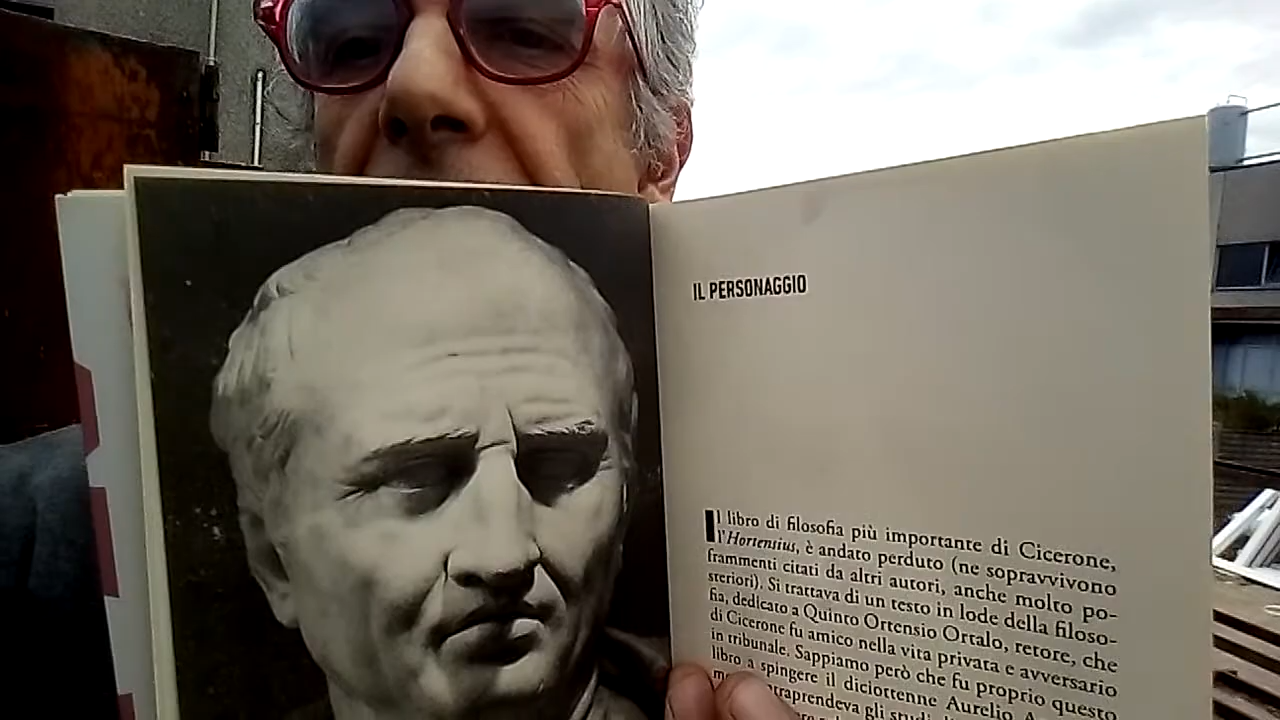 IL PERSONAGGIO
Il libro di filosofia più importante di Cicerone,
l'Hortensius, è andato perduto (ne sopravvivono
frammenti citati da altri autori, anche molto po-
steriori). Si trattava di un testo in lode della filoso-
fia, dedicato a Quinto Ortensio Ortalo, retore, che
di Cicerone fu amico nella vita privata e avversario
in tribunale. Sappiamo però che fu proprio questo
libro a spingere il diciottenne Aurelio
gli